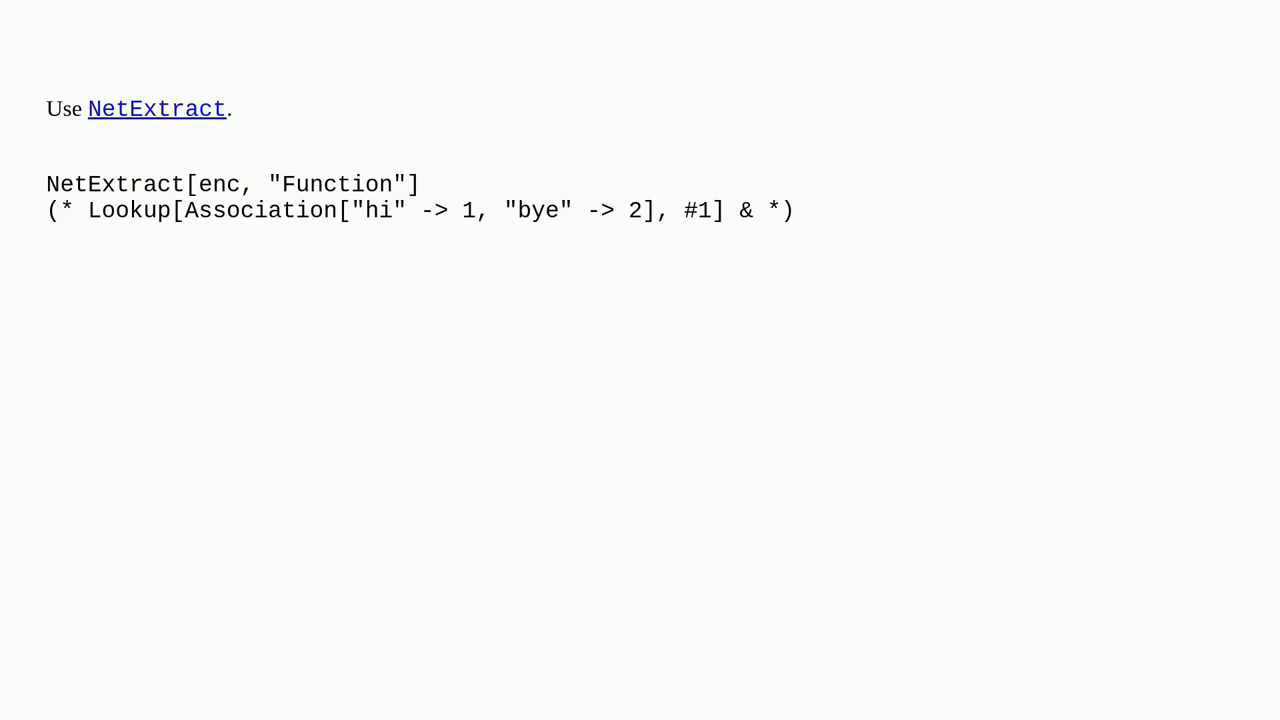 Use NetExtract.
NetExtract[enc, "Function"]
(* Lookup[Association["hi" -> 1, "bye" -> 2], #1] & *)